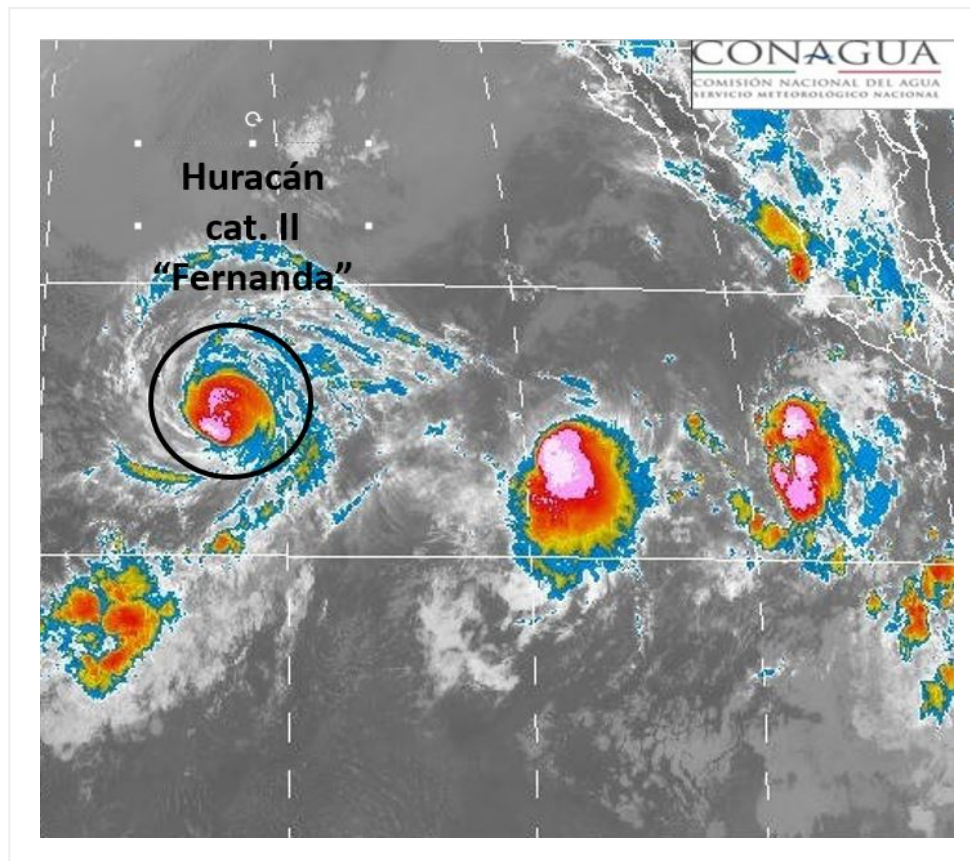 CONAGUA
COMISIÓN NACIONAL DEL AGUA
SERVICIO METEOROLÓGICO NACIONAL
Huracán
cat. II
“Fernanda”